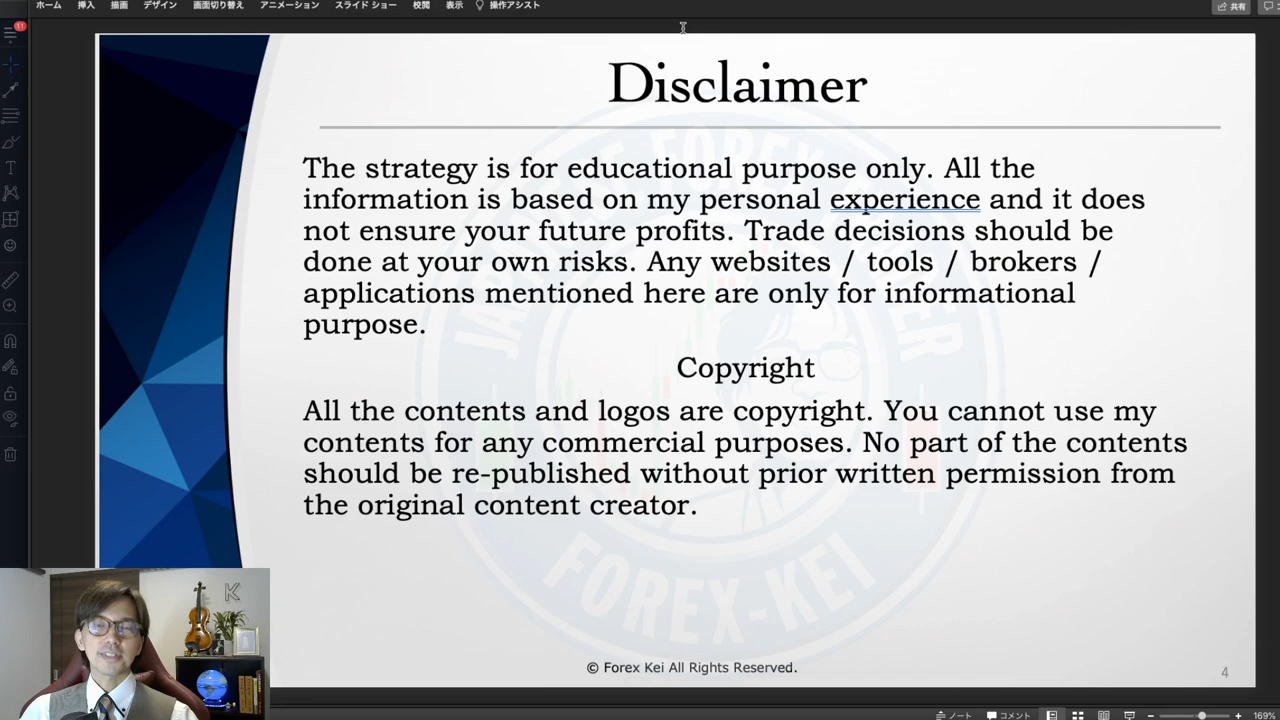 ホーム 挿入 描画 デザイン 画面切り替え アニメーション スライド ショー 校閲 表示 操作アシスト 共有
11
Disclaimer
The strategy is for educational purpose only. All the
information is based on my personal experience and it does
not ensure your future profits. Trade decisions should be
done at your own risks. Any websites / tools / brokers /
applications mentioned here are only for informational
purpose.
Copyright
All the contents and logos are copyright. You cannot use my
contents for any commercial purposes. No part of the contents
should be re-published without prior written permission from
the original content creator.
FOREX-KEI
K
© Forex Kei All Rights Reserved.
4
ノート コメント 169%